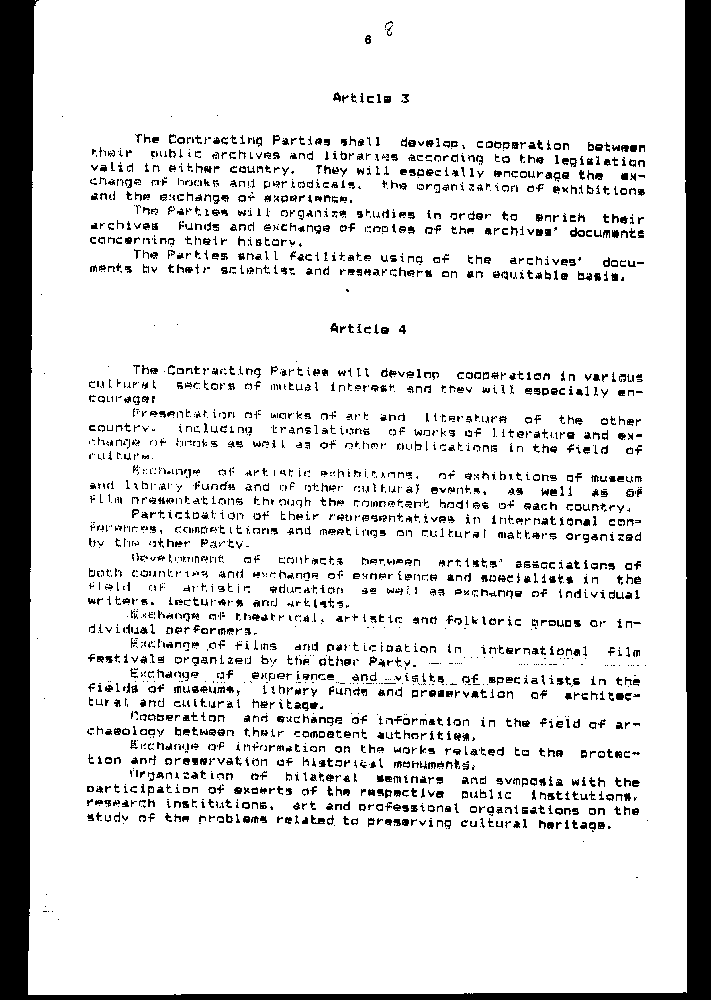 8
6
Article 3
The Contracting Parties shall develop, cooperation between
their public archives and libraries according to the legislation
valid in either country. They will especially encourage the ex-
change of books and periodicals, the organization of exhibitions
and the exchange of experience.
The Parties will organize studies in order to enrich their
archives funds and exchange of copies of the archives' documents
concerning their history.
The Parties shall facilitate using of the archives' docu-
ments by their scientist and researchers on an equitable basis.
Article 4
The Contracting Parties will develop cooperation in various
cultural sectors of mutual interest and they will especially en-
courage:
Presentation of works of art and literature of the other
country, including translations of works of literature and ex-
change of books as well as of other publications in the field of
culture.
Exchange of artistic exhibitions, of exhibitions of museum
and library funds and of other cultural events, as well as of
film presentations through the competent bodies of each country.
Participation of their representatives in international con-
ferences, competitions and meetings on cultural matters organized
by the other Party.
Development of contacts between artists' associations of
both countries and exchange of experience and specialists in the
field of artistic education as well as exchange of individual
writers, lecturers and artists.
Exchange of theatrical, artistic and folkloric groups or in-
dividual performers.
Exchange of films and participation in international film
festivals organized by the other Party.
Exchange of experience and visits of specialists in the
fields of museums, library funds and preservation of architec-
tural and cultural heritage.
Cooperation and exchange of information in the field of ar-
chaeology between their competent authorities.
Exchange of information on the works related to the protec-
tion and preservation of historical monuments.
Organization of bilateral seminars and symposia with the
participation of experts of the respective public institutions,
research institutions, art and professional organisations on the
study of the problems related to preserving cultural heritage.